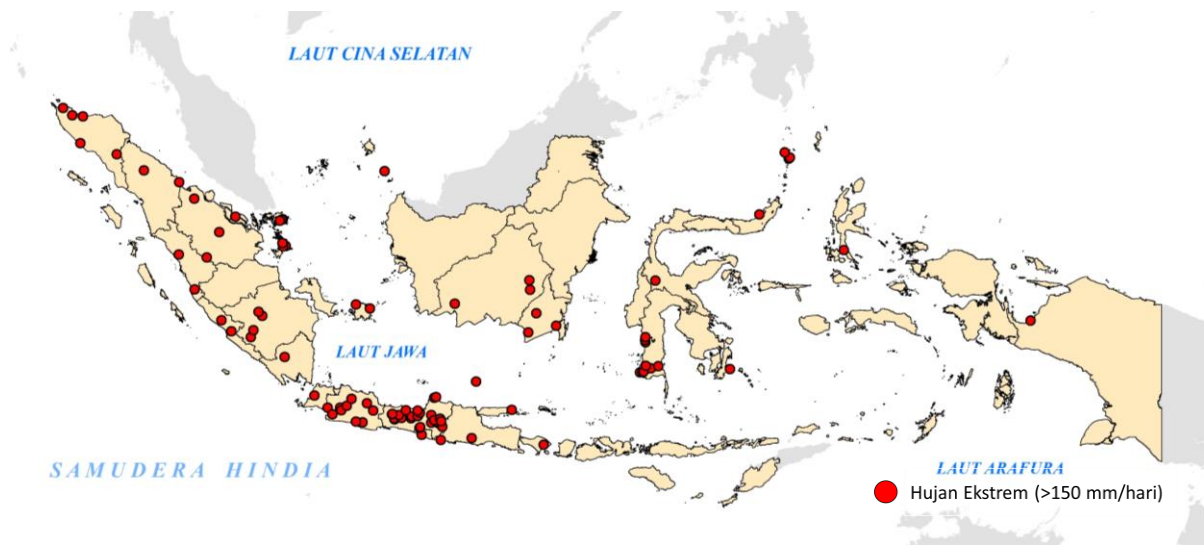 LAUT CINA SELATAN
LAUT JAWA
SAMUDERA HINDIA
LAUT ARAFURA
Hujan Ekstrem (>150 mm/hari)